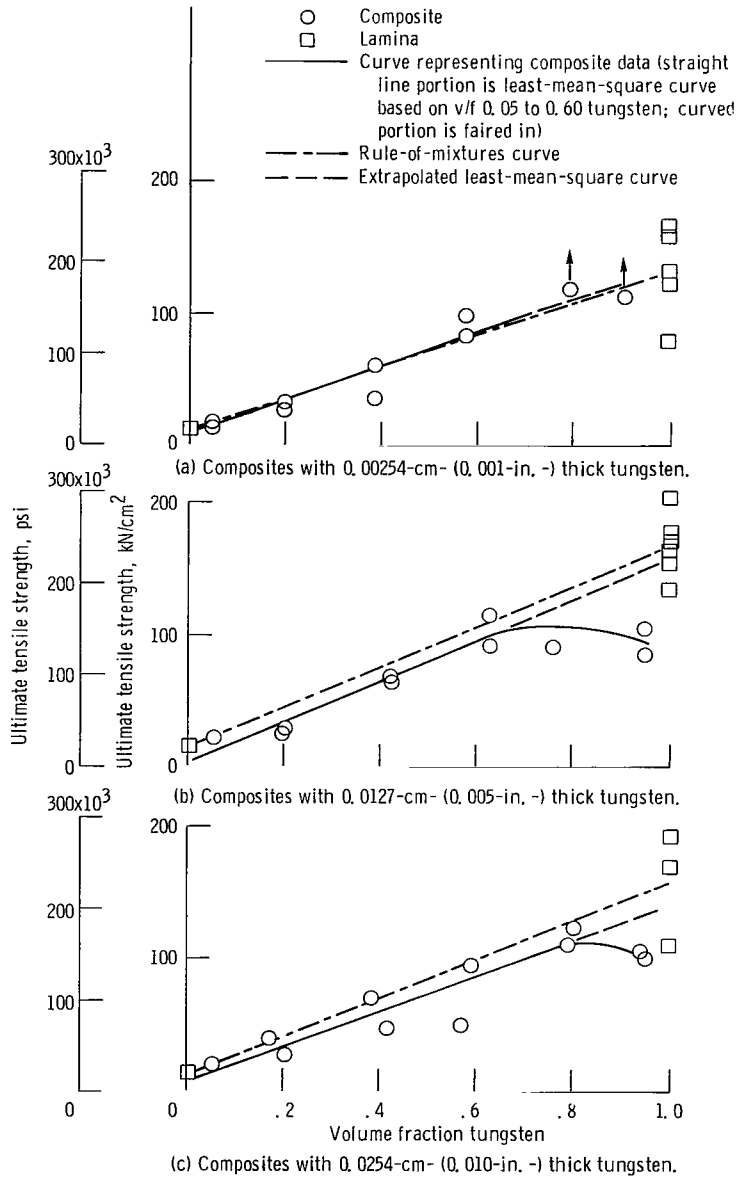 Composite
Lamina
Curve representing composite data (straight
line portion is least-mean-square curve
based on v/f 0.05 to 0.60 tungsten; curved
portion is faired in)
Rule-of-mixtures curve
Extrapolated least-mean-square curve
300x10³
200
100
0
200
100
0
(a) Composites with 0.00254-cm- (0.001-in.-) thick tungsten.
Ultimate tensile strength, psi
Ultimate tensile strength, kN/cm²
300x10³
200
100
0
200
100
0
(b) Composites with 0.0127-cm- (0.005-in.-) thick tungsten.
300x10³
200
100
0
200
100
0 .2 .4 .6 .8 1.0
Volume fraction tungsten
(c) Composites with 0.0254-cm- (0.010-in.-) thick tungsten.